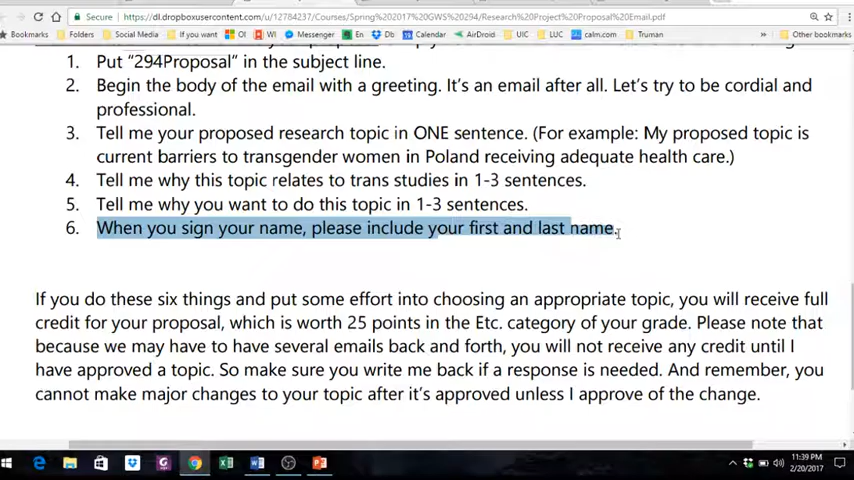 Secure
https://dl.dropboxusercontent.com/u/12784237/Courses/Spring%202017%20GWS%20294/Research%20Project%20Proposal%20Email.pdf
Bookmarks Folders Social Media If you want OI Db Calendar AirDroid UIC LUC calm.com Truman » Other bookmarks
1. Put “294Proposal” in the subject line.
2. Begin the body of the email with a greeting. It’s an email after all. Let’s try to be cordial and
professional.
3. Tell me your proposed research topic in ONE sentence. (For example: My proposed topic is
current barriers to transgender women in Poland receiving adequate health care.)
4. Tell me why this topic relates to trans studies in 1-3 sentences.
5. Tell me why you want to do this topic in 1-3 sentences.
6. When you sign your name, please include your first and last name.
If you do these six things and put some effort into choosing an appropriate topic, you will receive full
credit for your proposal, which is worth 25 points in the Etc. category of your grade. Please note that
because we may have to have several emails back and forth, you will not receive any credit until I
have approved a topic. So make sure you write me back if a response is needed. And remember, you
cannot make major changes to your topic after it’s approved unless I approve of the change.
11:39 PM
2/20/2017